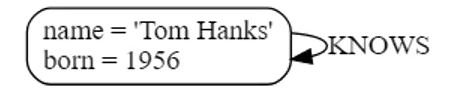 name = 'Tom Hanks'
born = 1956
KNOWS